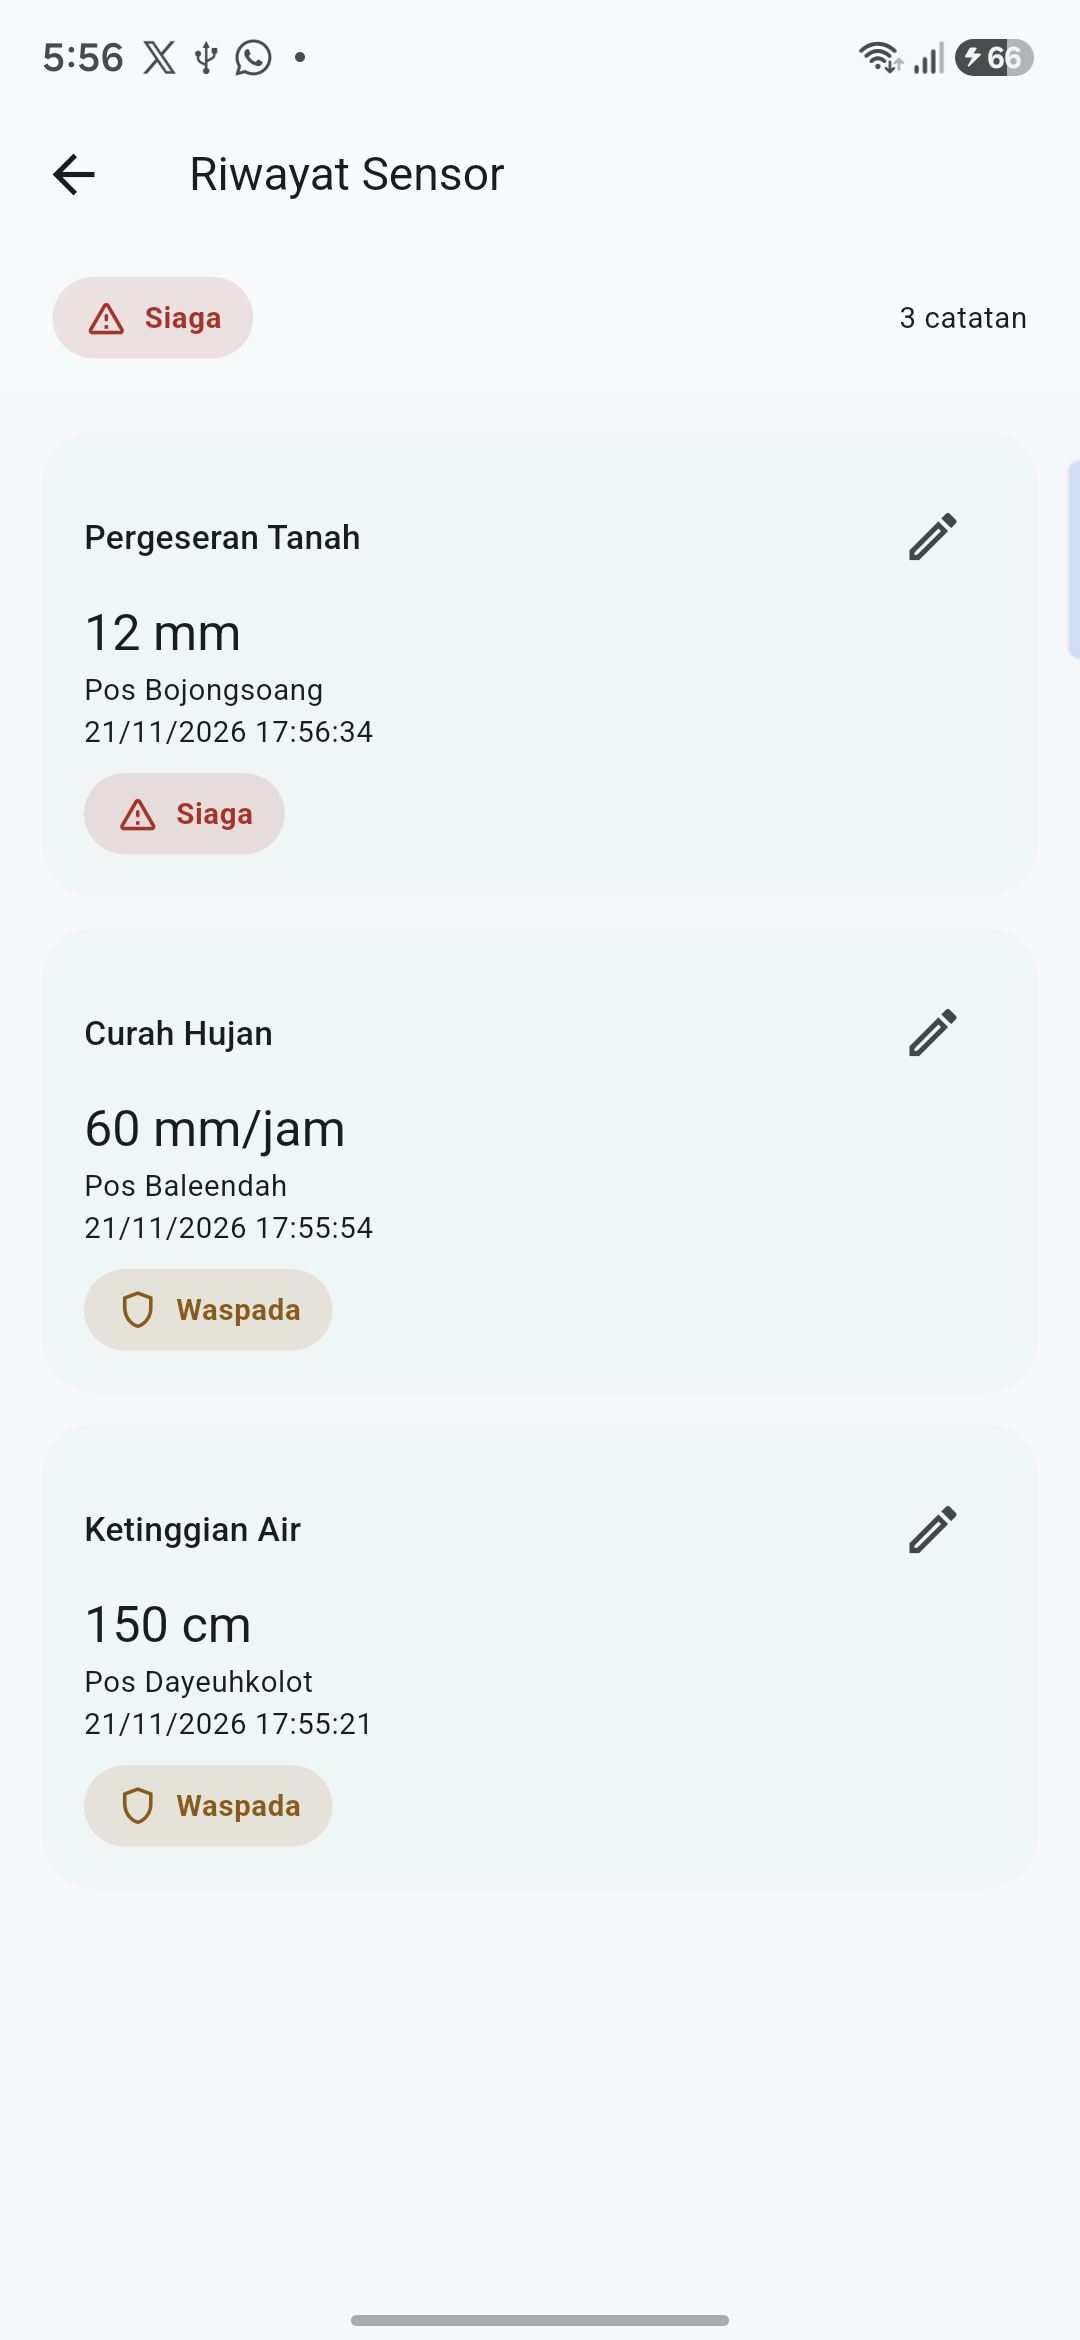 5:56
66
Riwayat Sensor
Siaga
3 catatan
Pergeseran Tanah
12 mm
Pos Bojongsoang
21/11/2026 17:56:34
Siaga
Curah Hujan
60 mm/jam
Pos Baleendah
21/11/2026 17:55:54
Waspada
Ketinggian Air
150 cm
Pos Dayeuhkolot
21/11/2026 17:55:21
Waspada